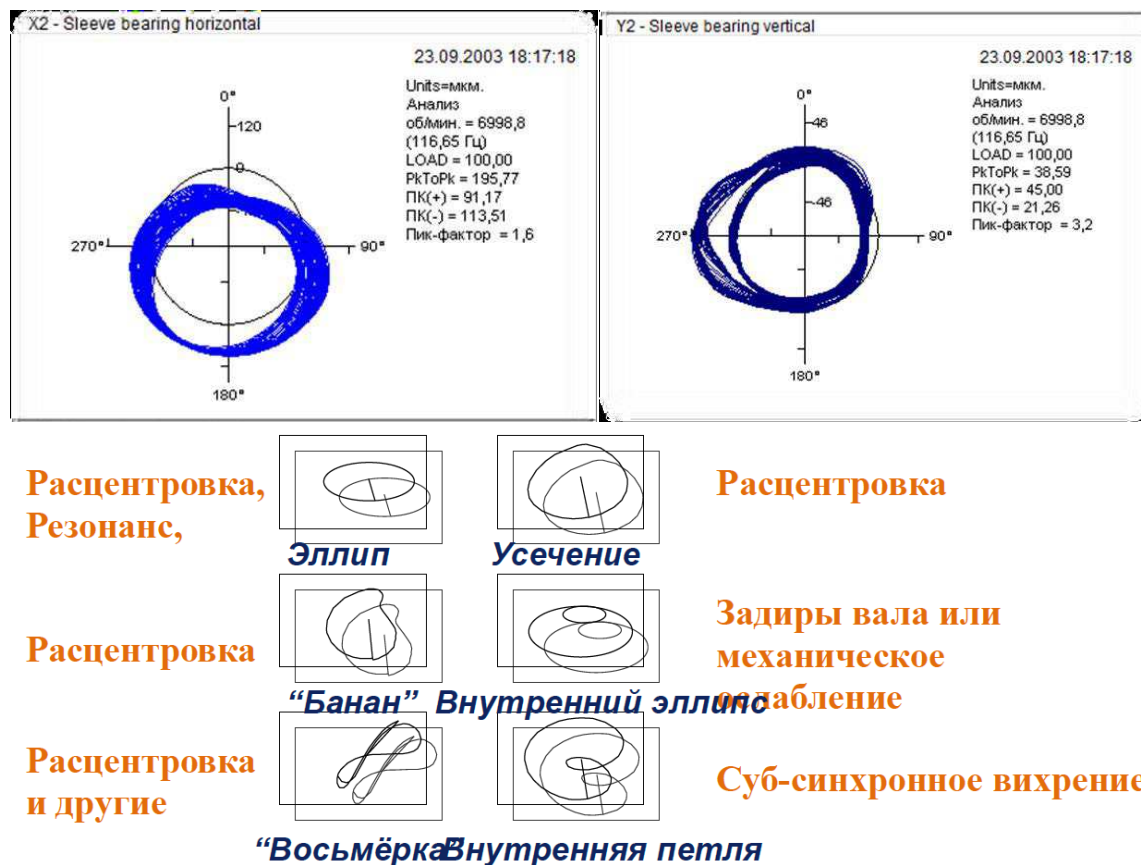 X2 - Sleeve bearing horizontal
23.09.2003 18:17:18
Units=мкм.
Анализ
об/мин. = 6998,8
(116,65 Гц)
LOAD = 100,00
PkToPk = 195,77
ПК(+) = 91,17
ПК(-) = 113,51
Пик-фактор = 1,6
0°
120
0
270°
90°
180°
Y2 - Sleeve bearing vertical
23.09.2003 18:17:18
Units=мкм.
Анализ
об/мин. = 6998,8
(116,65 Гц)
LOAD = 100,00
PkToPk = 38,59
ПК(+) = 45,00
ПК(-) = 21,26
Пик-фактор = 3,2
0°
46
-46
270°
90°
180°
Расцентровка,
Резонанс,
Эллип
Усечение
Расцентровка
Расцентровка
“Банан”
Внутренний эллипс
Задиры вала или
механическое
ослабление
Расцентровка
и другие
“Восьмёрка”
Внутренняя петля
Суб-синхронное вихрение